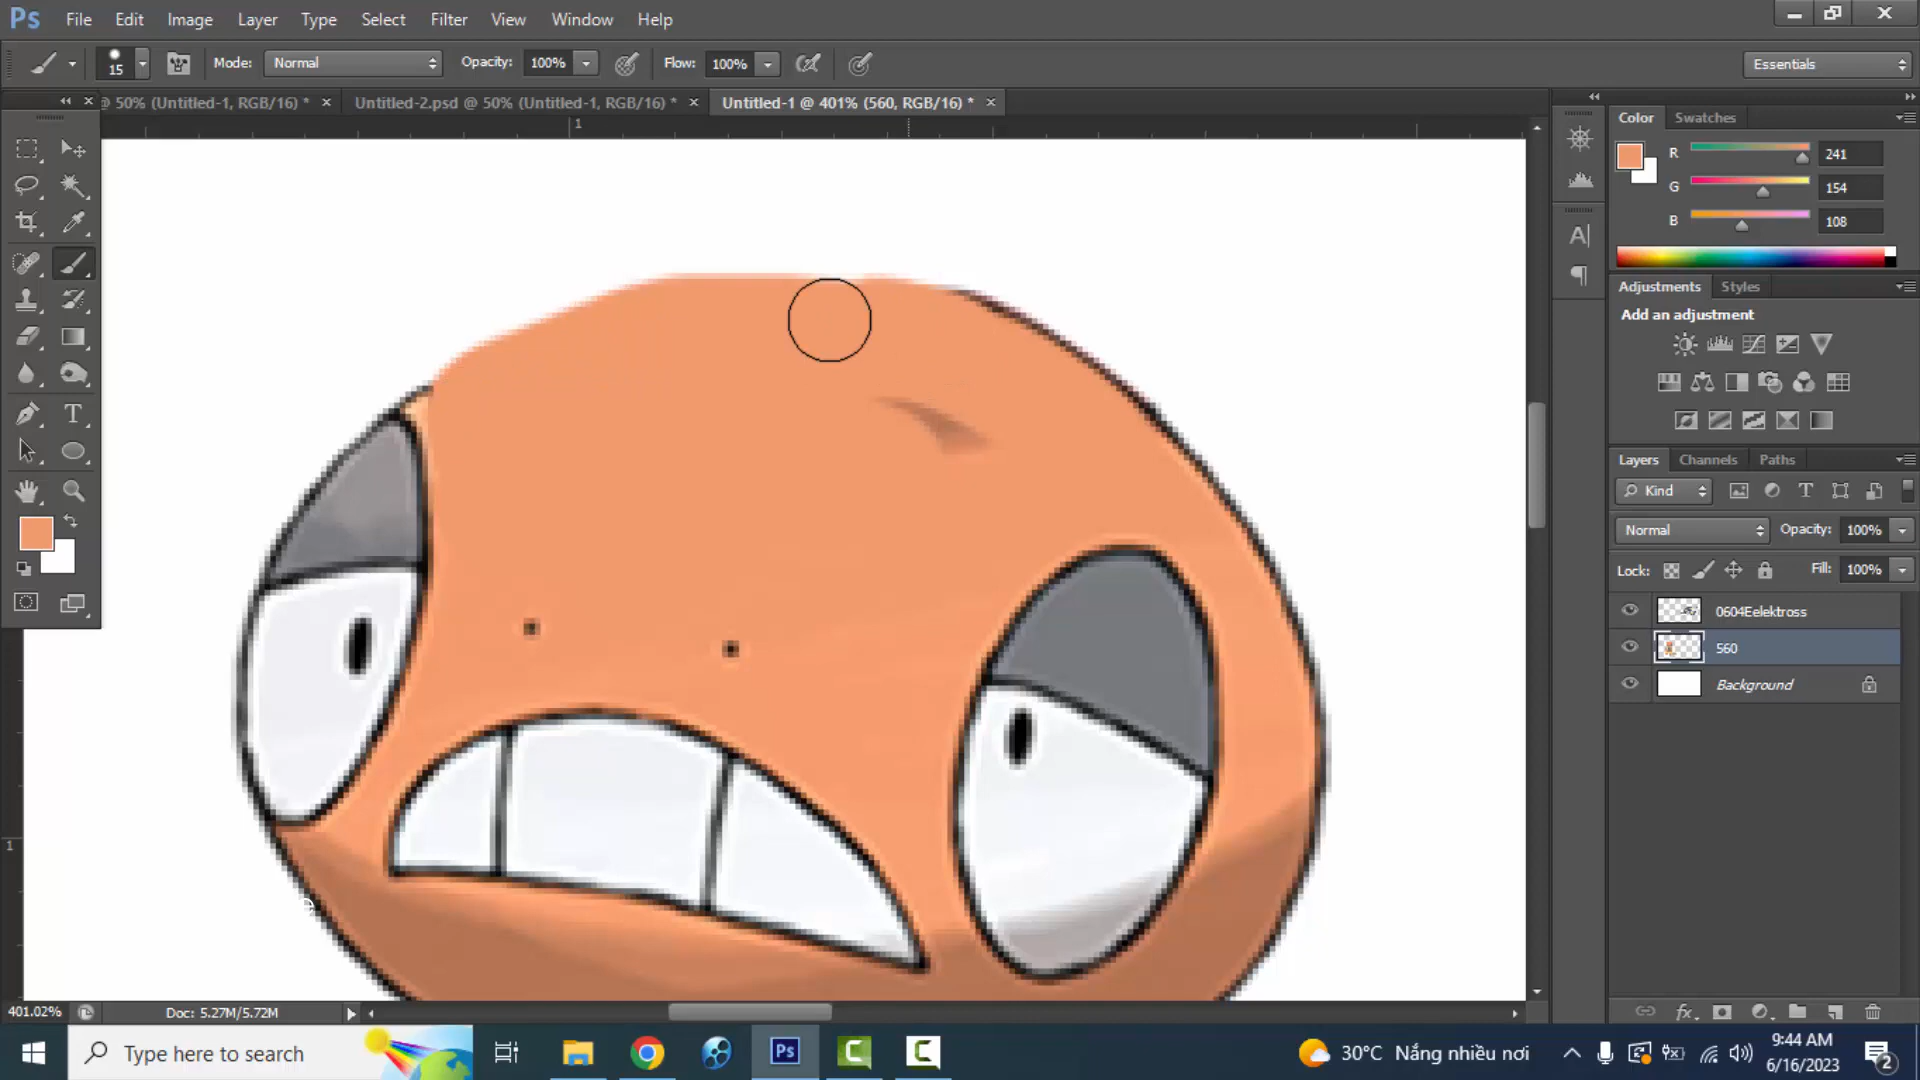 Ps File Edit Image Layer Type Select Filter View Window Help
15 Mode: Normal Opacity: 100% Flow: 100% Essentials
@ 50% (Untitled-1, RGB/16) * × Untitled-2.psd @ 50% (Untitled-1, RGB/16) * × Untitled-1 @ 401% (560, RGB/16) * ×
1
1
Color Swatches
R 241
G 154
B 108
Adjustments Styles
Add an adjustment
Layers Channels Paths
Kind
Normal Opacity: 100%
Lock: Fill: 100%
0604Eelektross
560
Background
401.02% Doc: 5.27M/5.72M
Type here to search
Ps
30°C Nắng nhiều nơi
9:44 AM
6/16/2023
2